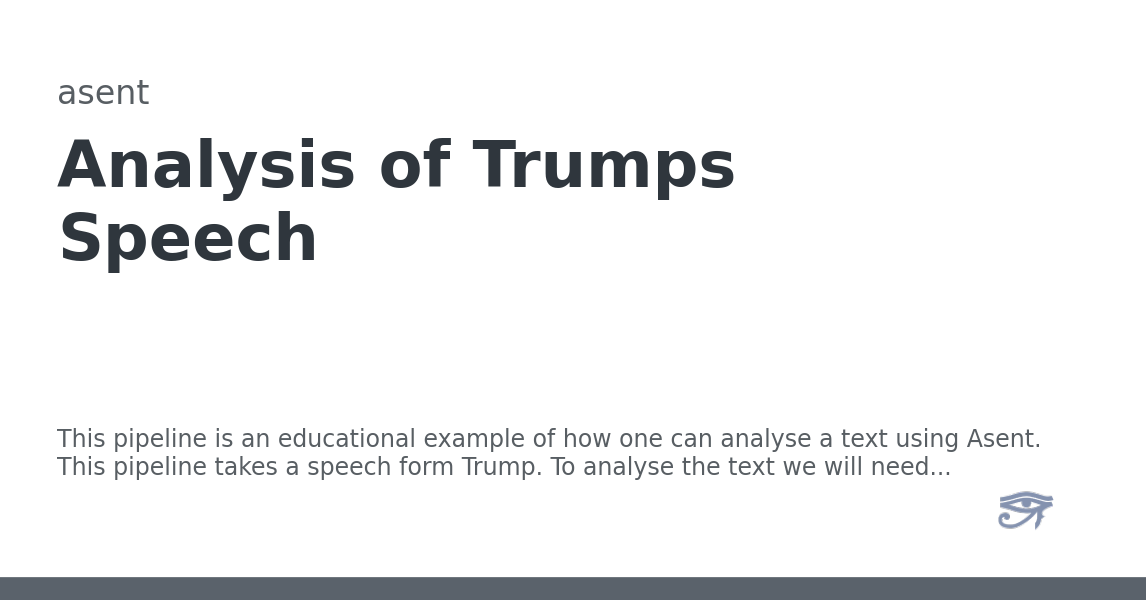 asent
Analysis of Trumps
Speech
This pipeline is an educational example of how one can analyse a text using Asent.
This pipeline takes a speech form Trump. To analyse the text we will need...